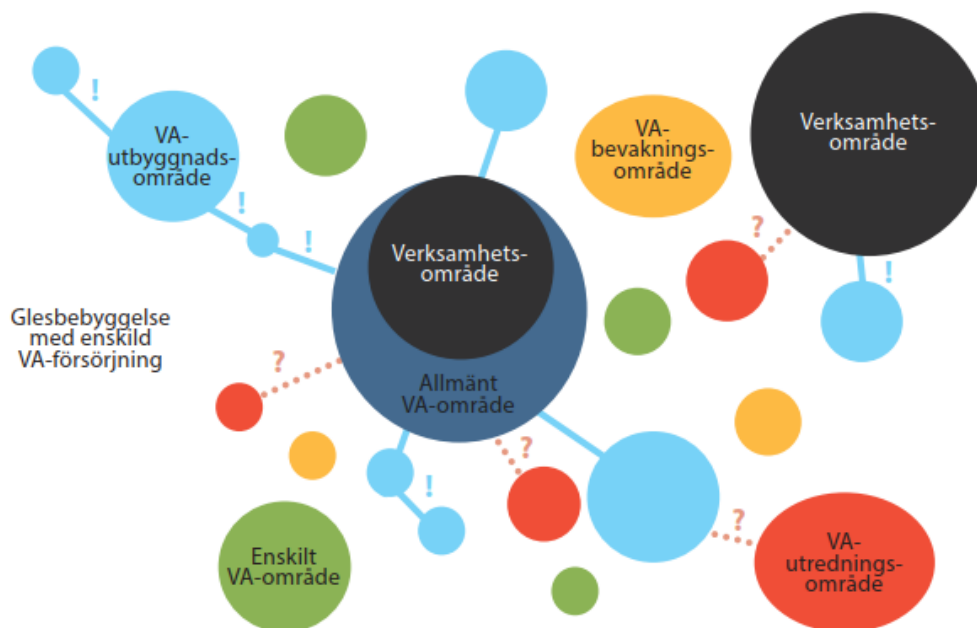 !
VA-
utbyggnads-
område
!
!
VA-
bevaknings-
område
Verksamhets-
område
?
!
Verksamhets-
område
Glesbebyggelse
med enskild
VA-försörjning
?
Allmänt
VA-område
?
!
?
Enskilt
VA-område
VA-
utrednings-
område